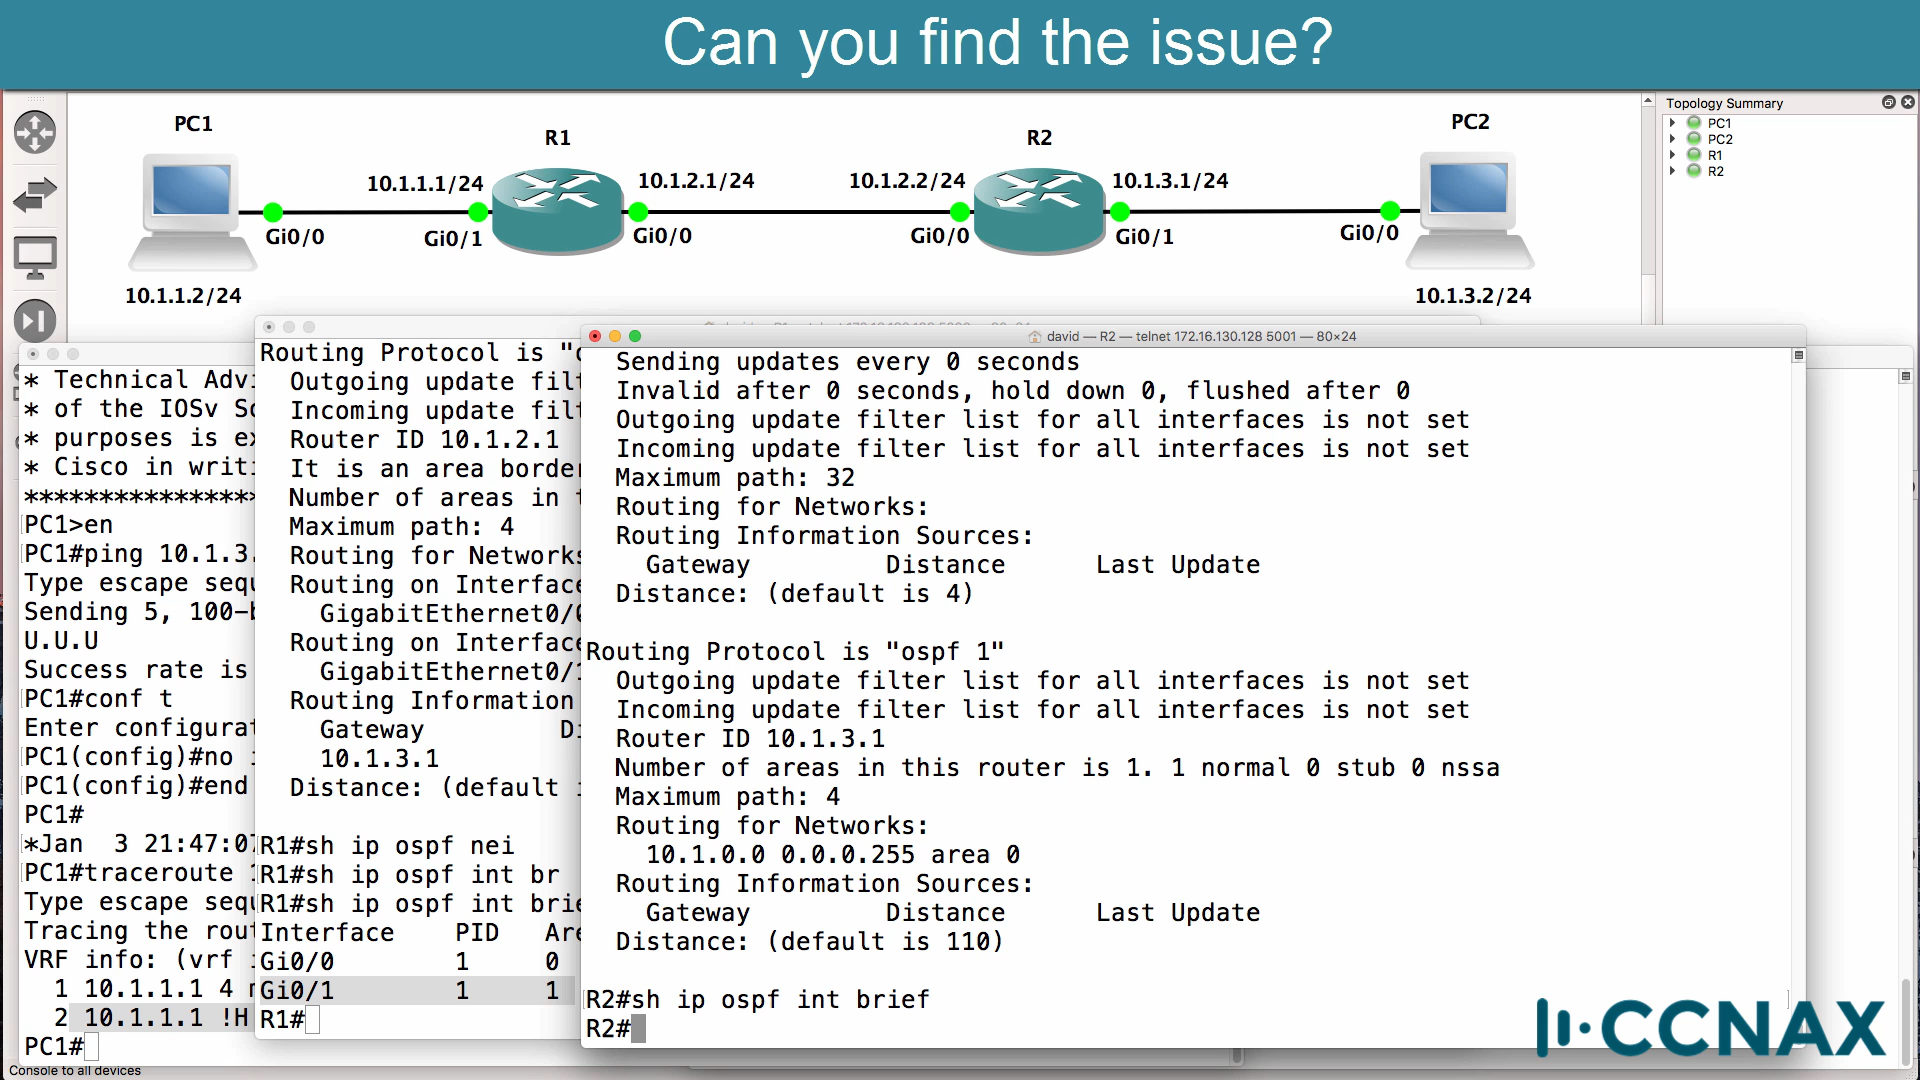 Can you find the issue?
PC1
R1
R2
PC2
10.1.1.1/24
10.1.2.1/24
10.1.2.2/24
10.1.3.1/24
Gi0/0
Gi0/1
Gi0/0
Gi0/0
Gi0/1
Gi0/0
10.1.1.2/24
10.1.3.2/24
Topology Summary
PC1
PC2
R1
R2
* Technical Advi
* of the IOSv So
* purposes is ex
* Cisco in writi
****************
PC1>en
PC1#ping 10.1.3.
Type escape sequ
Sending 5, 100-b
U.U.U
Success rate is
PC1#conf t
Enter configurat
PC1(config)#no i
PC1(config)#end
PC1#
*Jan  3 21:47:07
PC1#traceroute 1
Type escape sequ
Tracing the rout
VRF info: (vrf i
1 10.1.1.1 4 m
2 10.1.1.1 !H
PC1#
Console to all devices
Routing Protocol is "o
Outgoing update filt
Incoming update filt
Router ID 10.1.2.1
It is an area border
Number of areas in t
Maximum path: 4
Routing for Networks
Routing on Interface
GigabitEthernet0/0
Routing on Interface
GigabitEthernet0/1
Routing Information
Gateway         Di
10.1.3.1
Distance: (default i
R1#sh ip ospf nei
R1#sh ip ospf int br
R1#sh ip ospf int brie
Interface    PID   Are
Gi0/0        1     0
Gi0/1        1     1
R1#
david — R2 — telnet 172.16.130.128 5001 — 80×24
Sending updates every 0 seconds
Invalid after 0 seconds, hold down 0, flushed after 0
Outgoing update filter list for all interfaces is not set
Incoming update filter list for all interfaces is not set
Maximum path: 32
Routing for Networks:
Routing Information Sources:
Gateway         Distance      Last Update
Distance: (default is 4)
Routing Protocol is "ospf 1"
Outgoing update filter list for all interfaces is not set
Incoming update filter list for all interfaces is not set
Router ID 10.1.3.1
Number of areas in this router is 1. 1 normal 0 stub 0 nssa
Maximum path: 4
Routing for Networks:
10.1.0.0 0.0.0.255 area 0
Routing Information Sources:
Gateway         Distance      Last Update
Distance: (default is 110)
R2#sh ip ospf int brief
R2#
CCNAX